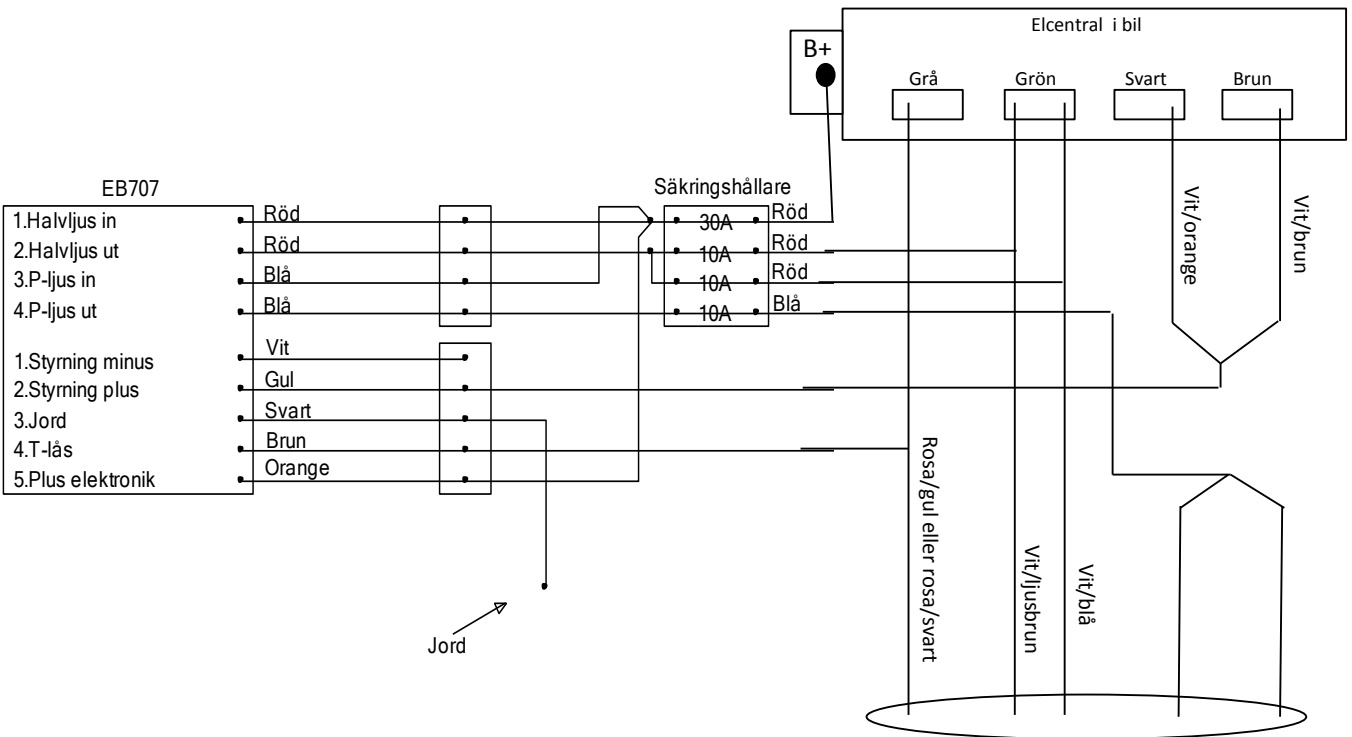 Elcentral i bil
B+
Grå
Grön
Svart
Brun
EB707
Säkringshållare
1.Halvljus in
Röd
30A
Röd
2.Halvljus ut
Röd
10A
Röd
3.P-ljus in
Blå
10A
Röd
4.P-ljus ut
Blå
10A
Blå
1.Styrning minus
Vit
2.Styrning plus
Gul
3.Jord
Svart
4.T-lås
Brun
5.Plus elektronik
Orange
Jord
Vit/orange
Vit/brun
Rosa/gul eller rosa/svart
Vit/ljusbrun
Vit/blå